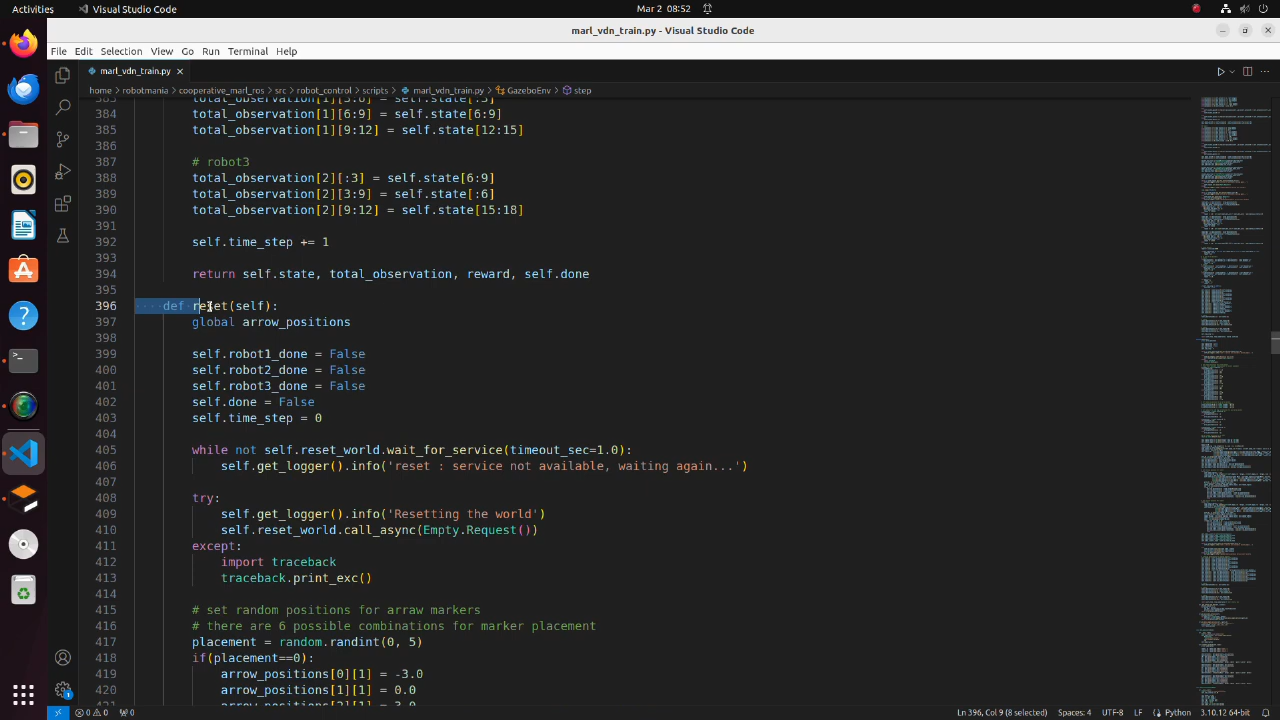 Activities
Visual Studio Code
Mar 2 08:52
marl_vdn_train.py - Visual Studio Code
File Edit Selection View Go Run Terminal Help
marl_vdn_train.py
home > robotmania > cooperative_marl_ros > src > robot_control > scripts > marl_vdn_train.py > GazeboEnv > step
384 total_observation[1][6:9] = self.state[6:9]
385 total_observation[1][9:12] = self.state[12:15]
386
387 # robot3
388 total_observation[2][:3] = self.state[6:9]
389 total_observation[2][3:6] = self.state[:6]
390 total_observation[2][9:12] = self.state[15:18]
391
392 self.time_step += 1
393
394 return self.state, total_observation, reward, self.done
395
396 def reset(self):
397 global arrow_positions
398
399 self.robot1_done = False
400 self.robot2_done = False
401 self.robot3_done = False
402 self.done = False
403 self.time_step = 0
404
405 while not self.reset_world.wait_for_service(timeout_sec=1.0):
406 self.get_logger().info('reset : service not available, waiting again...')
407
408 try:
409 self.get_logger().info('Resetting the world')
410 self.reset_world.call_async(Empty.Request())
411 except:
412 import traceback
413 traceback.print_exc()
414
415 # set random positions for arraw markers
416 # there are 6 possible combinations for marker placement
417 placement = random.randint(0, 5)
418 if(placement==0):
419 arrow_positions[0][1] = -3.0
420 arrow_positions[1][1] = 0.0
0 0 0 Ln 396, Col 9 (8 selected) Spaces: 4 UTF-8 LF Python 3.10.12 64-bit